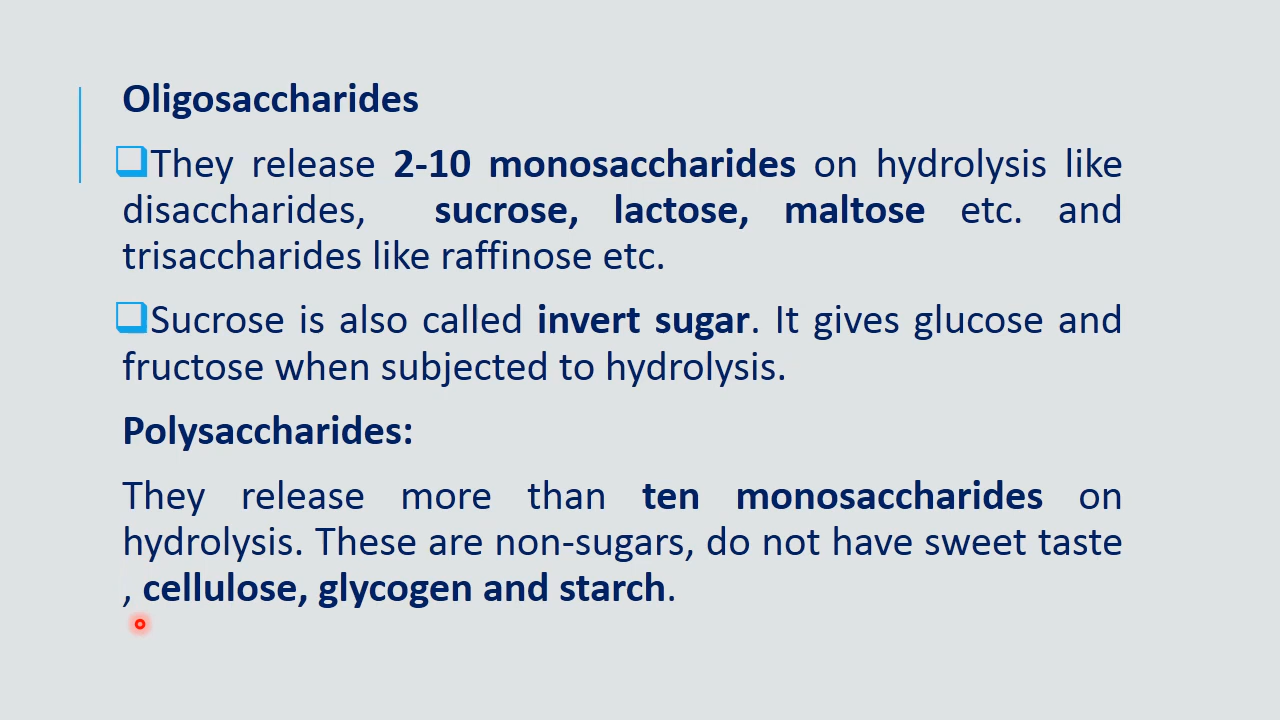 Oligosaccharides
They release 2-10 monosaccharides on hydrolysis like
disaccharides, sucrose, lactose, maltose etc. and
trisaccharides like raffinose etc.
Sucrose is also called invert sugar. It gives glucose and
fructose when subjected to hydrolysis.
Polysaccharides:
They release more than ten monosaccharides on
hydrolysis. These are non-sugars, do not have sweet taste
, cellulose, glycogen and starch.